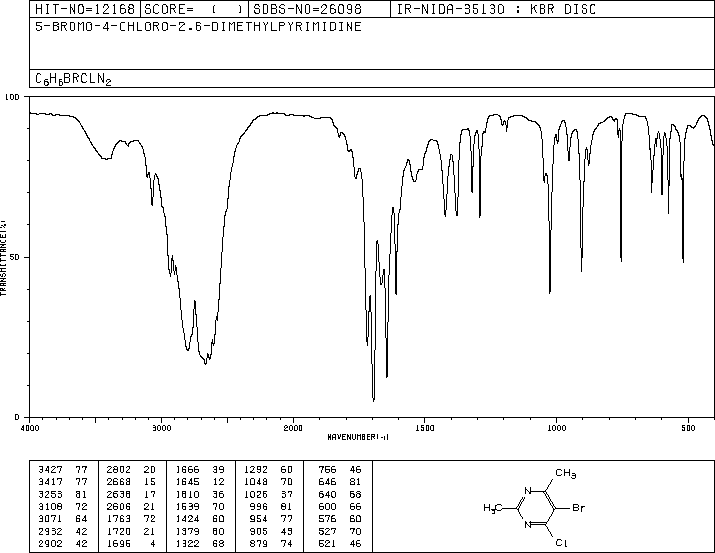 HIT-NO=12168 SCORE= ( ) SDBS-NO=26098 IR-NIDA-35130 : KBR DISC
5-BROMO-4-CHLORO-2,6-DIMETHYLPYRIMIDINE
C6H6BRCLN2
100
TRANSMITTANCE(%)
50
0
4000 3000 2000 1500 1000 500
WAVENUMBER(-1)
3427 77 2802 20 1666 39 1292 60 756 46
3417 77 2668 15 1645 12 1048 70 646 81
3253 81 2638 17 1610 36 1026 37 640 68
3108 72 2606 21 1539 70 996 81 600 66
3071 64 1763 72 1424 60 954 77 576 60
2932 42 1720 21 1379 60 905 43 527 70
2902 42 1696 4 1322 68 879 74 521 46
CH3
N
Br
CH3
N
Cl